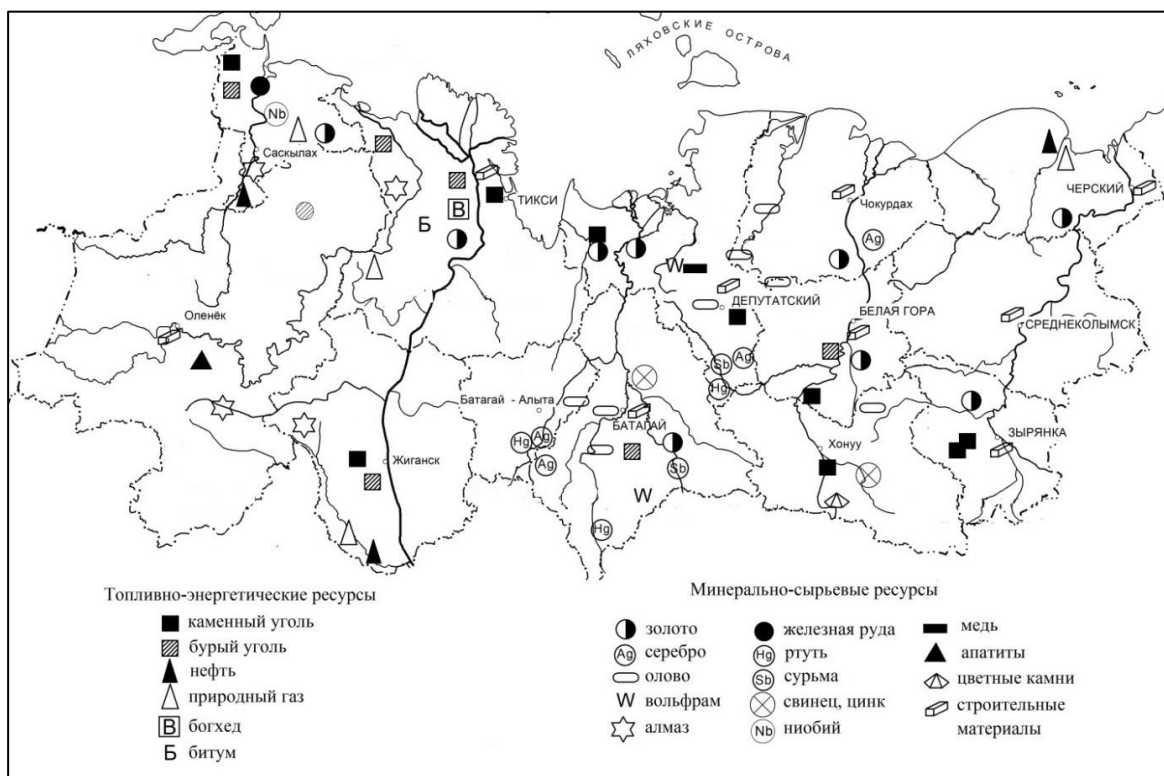 ЛЯХОВСКИЕ ОСТРОВА
Nb
Саскылах
ТИКСИ
В
Б
Чокурдах
Ag
ЧЕРСКИЙ
W
ДЕПУТАТСКИЙ
БЕЛАЯ ГОРА
СРЕДНЕКОЛЫМСК
Оленёк
Sb
Ag
Hg
Батагай - Алыта
БАТАГАЙ
Hg
Ag
Ag
Sb
W
Hg
Жиганск
Хонуу
ЗЫРЯНКА
Топливно-энергетические ресурсы
каменный уголь
бурый уголь
нефть
природный газ
В богхед
Б битум
Минерально-сырьевые ресурсы
золото
Ag серебро
олово
W вольфрам
алмаз
железная руда
Hg ртуть
Sb сурьма
свинец, цинк
Nb ниобий
медь
апатиты
цветные камни
строительные
материалы